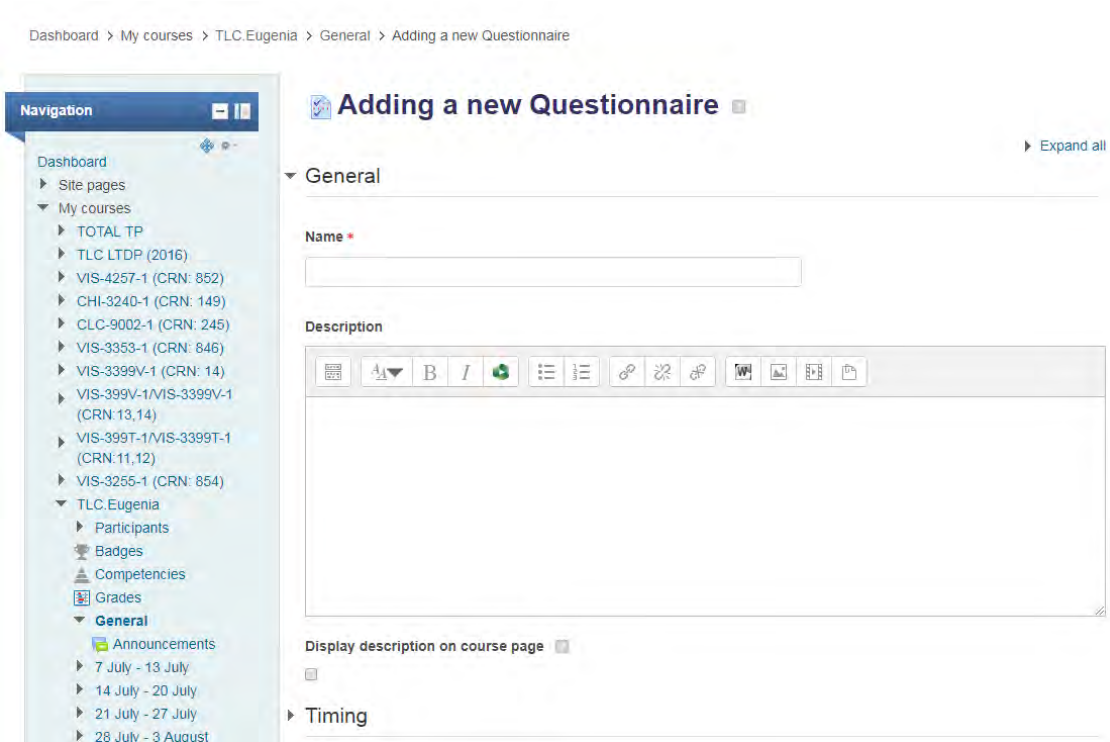 Dashboard > My courses > TLC.Eugenia > General > Adding a new Questionnaire
Navigation
Dashboard
Site pages
My courses
TOTAL TP
TLC LTDP (2016)
VIS-4257-1 (CRN: 852)
CHI-3240-1 (CRN: 149)
CLC-9002-1 (CRN: 245)
VIS-3353-1 (CRN: 846)
VIS-3399V-1 (CRN: 14)
VIS-399V-1/VIS-3399V-1
(CRN:13,14)
VIS-399T-1/VIS-3399T-1
(CRN:11,12)
VIS-3255-1 (CRN: 854)
TLC.Eugenia
Participants
Badges
Competencies
Grades
General
Announcements
7 July - 13 July
14 July - 20 July
21 July - 27 July
28 July - 3 August
Adding a new Questionnaire
Expand all
General
Name *
Description
B I
Display description on course page
Timing